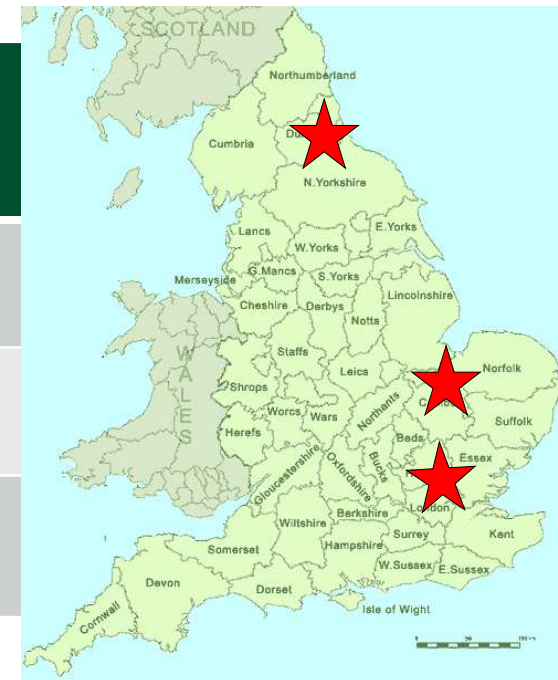 SCOTLAND
Northumberland
Cumbria
N.Yorkshire
Lancs
E.Yorks
W.Yorks
G.Mancs
S.Yorks
Merseyside
Lincolnshire
Cheshire
Derbys
Notts
WALES
Staffs
Norfolk
Leics
Shrops
Northants
Suffolk
Worcs
Wars
Beds
Herefs
Essex
Bucks
Gloucestershire
Oxfordshire
London
Berkshire
Wiltshire
Surrey
Kent
Hampshire
Somerset
W.Sussex
E.Sussex
Devon
Dorset
Isle of Wight
Cornwall